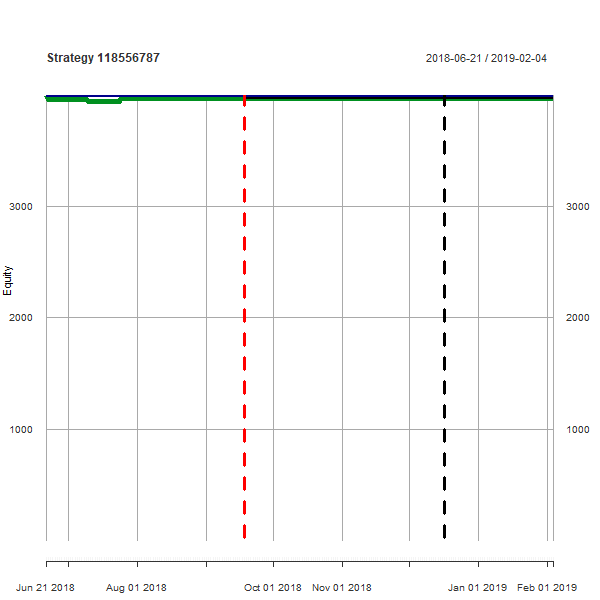 Strategy 118556787
2018-06-21 / 2019-02-04
3000
3000
Equity
2000
2000
1000
1000
Jun 21 2018
Aug 01 2018
Oct 01 2018
Nov 01 2018
Jan 01 2019
Feb 01 2019